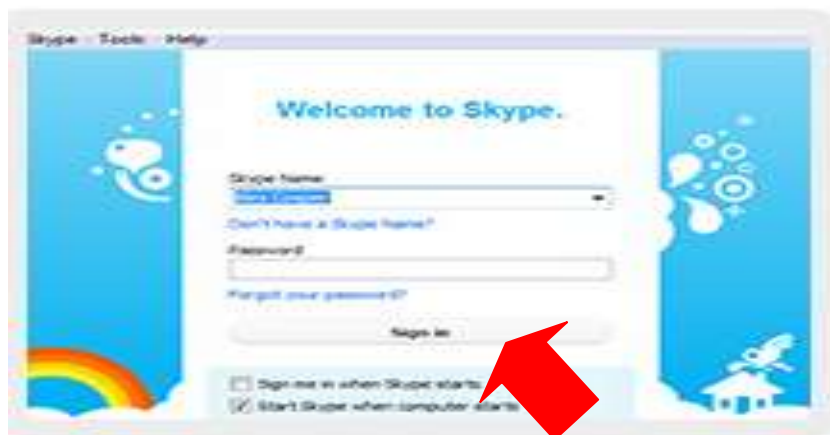 Skype Tools Help
Welcome to Skype.
Skype Name
Don't have a Skype Name?
Password
Forgot your password?
Sign in
Sign me in when Skype starts
Start Skype when computer starts